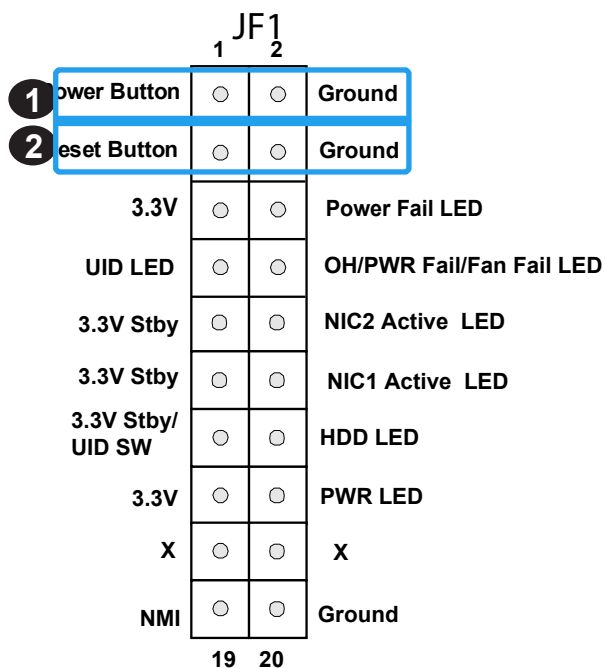 JF1
1 2
1 ower Button Ground
2 eset Button Ground
3.3V Power Fail LED
UID LED OH/PWR Fail/Fan Fail LED
3.3V Stby NIC2 Active LED
3.3V Stby NIC1 Active LED
3.3V Stby/
UID SW HDD LED
3.3V PWR LED
X X
NMI Ground
19 20